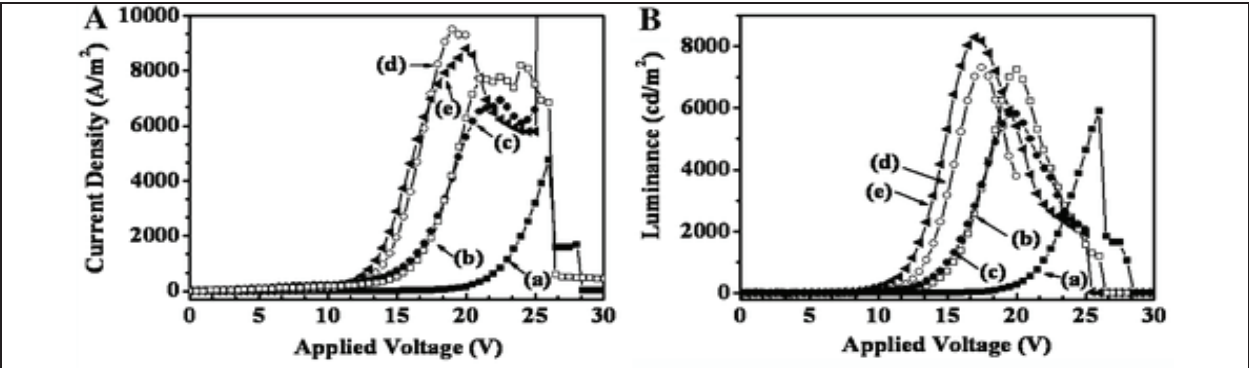 A
Current Density (A/m²)
10000
8000
6000
4000
2000
0
(d)
(e)
(c)
(b)
(a)
0 5 10 15 20 25 30
Applied Voltage (V)
B
Luminance (cd/m²)
10000
8000
6000
4000
2000
0
(d)
(e)
(b)
(c)
(a)
0 5 10 15 20 25 30
Applied Voltage (V)